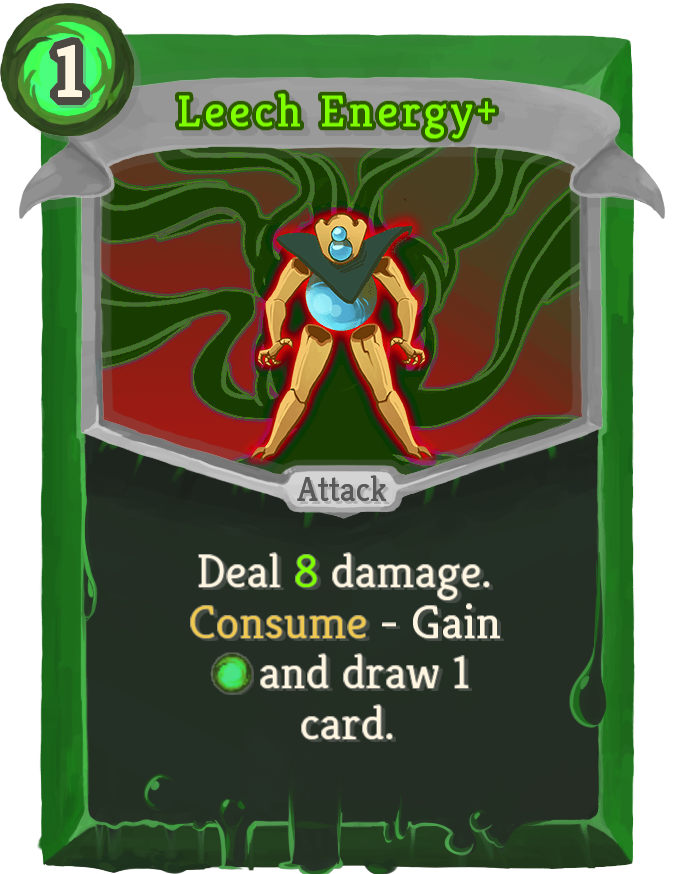 1
Leech Energy+
Attack
Deal 8 damage.
Consume - Gain
and draw 1
card.